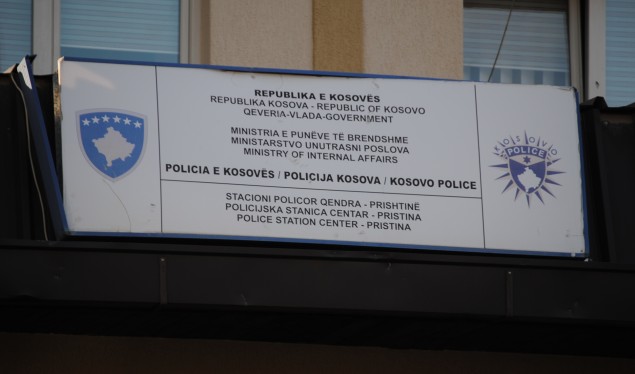 REPUBLIKA E KOSOVËS
REPUBLIKA KOSOVA - REPUBLIC OF KOSOVO
QEVERIA-VLADA-GOVERNMENT
MINISTRIA E PUNËVE TË BRENDSHME
MINISTARSTVO UNUTRASNI POSLOVA
MINISTRY OF INTERNAL AFFAIRS
POLICIA E KOSOVËS / POLICIJA KOSOVA / KOSOVO POLICE
STACIONI POLICOR QENDRA - PRISHTINË
POLICIJSKA STANICA CENTAR - PRISTINA
POLICE STATION CENTER - PRISTINA
KOSOVO
POLICE